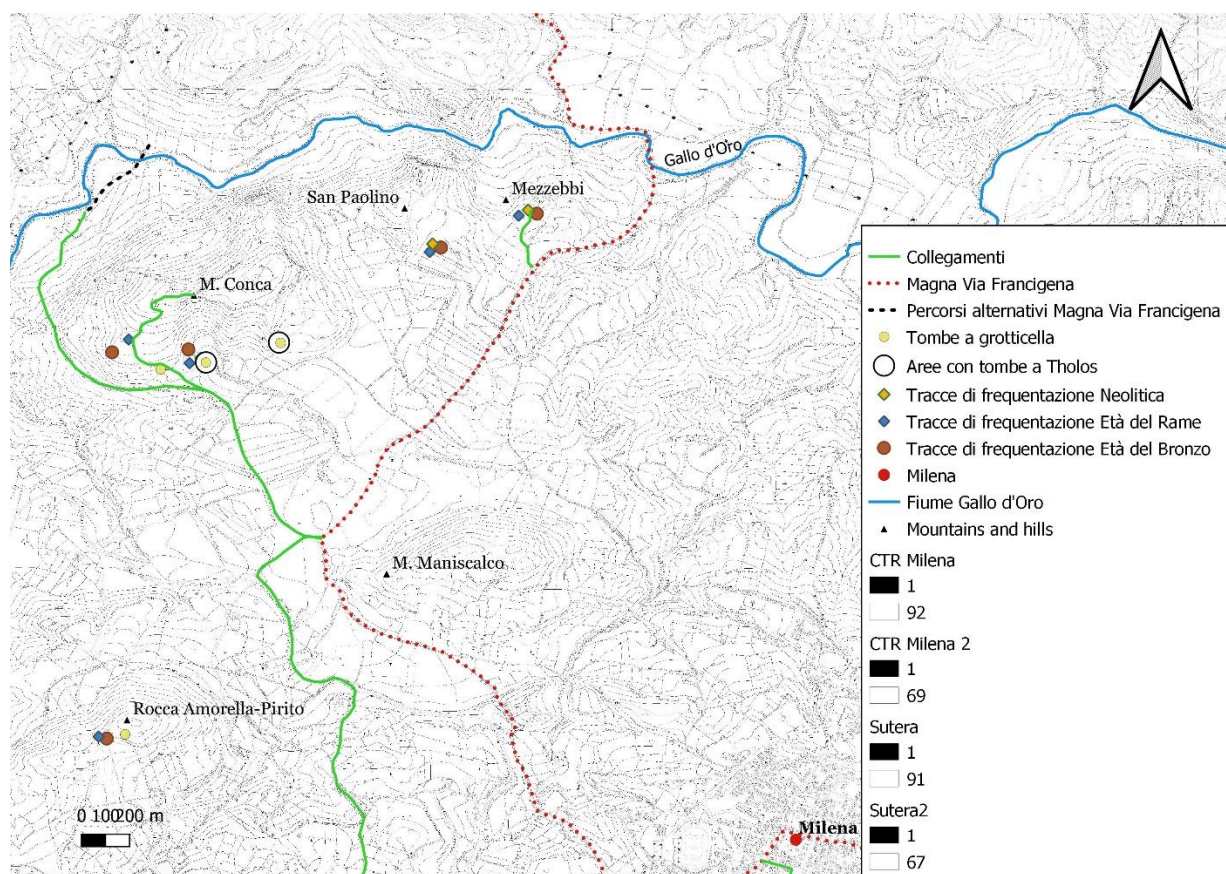 Gallo d'Oro
San Paolino
Mezzebbi
M. Conca
M. Maniscalco
Rocca Amorella-Pirito
0 100200 m
Milena
Collegamenti
Magna Via Francigena
Percorsi alternativi Magna Via Francigena
Tombe a grotticella
Aree con tombe a Tholos
Tracce di frequentazione Neolitica
Tracce di frequentazione Età del Rame
Tracce di frequentazione Età del Bronzo
Milena
Fiume Gallo d'Oro
Mountains and hills
CTR Milena
1
92
CTR Milena 2
1
69
Sutera
1
91
Sutera2
1
67